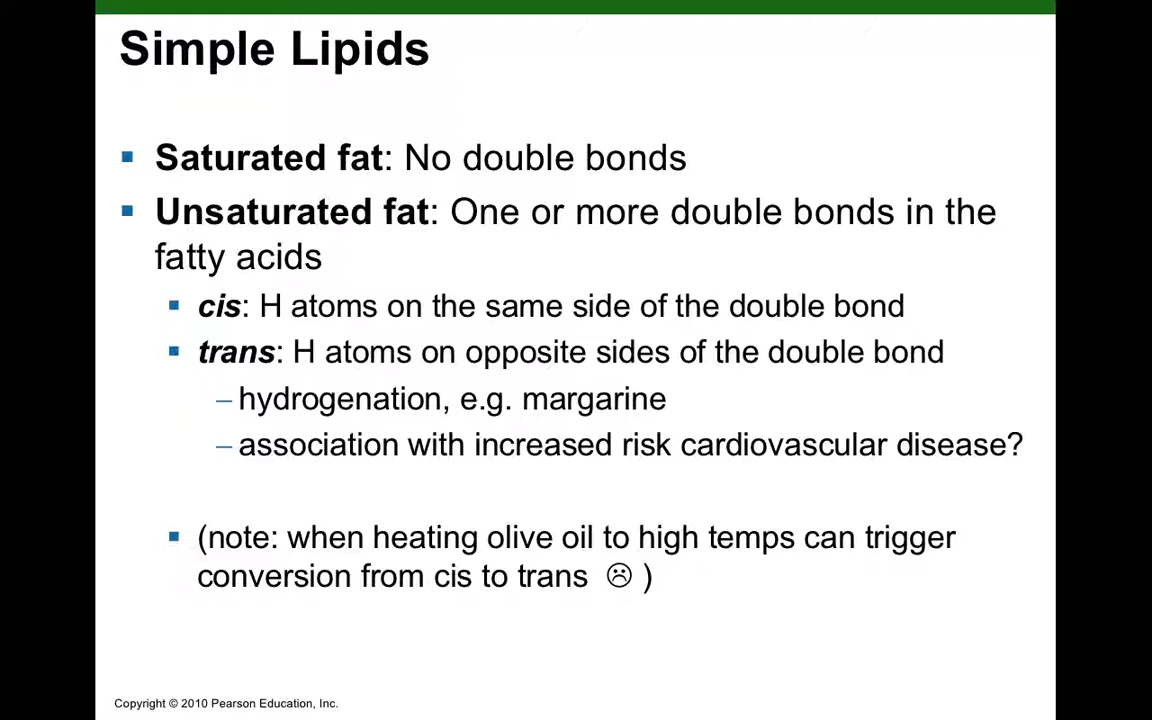 Simple Lipids
▪ Saturated fat: No double bonds
▪ Unsaturated fat: One or more double bonds in the
fatty acids
▪ cis: H atoms on the same side of the double bond
▪ trans: H atoms on opposite sides of the double bond
– hydrogenation, e.g. margarine
– association with increased risk cardiovascular disease?
▪ (note: when heating olive oil to high temps can trigger
conversion from cis to trans ☹ )
Copyright © 2010 Pearson Education, Inc.